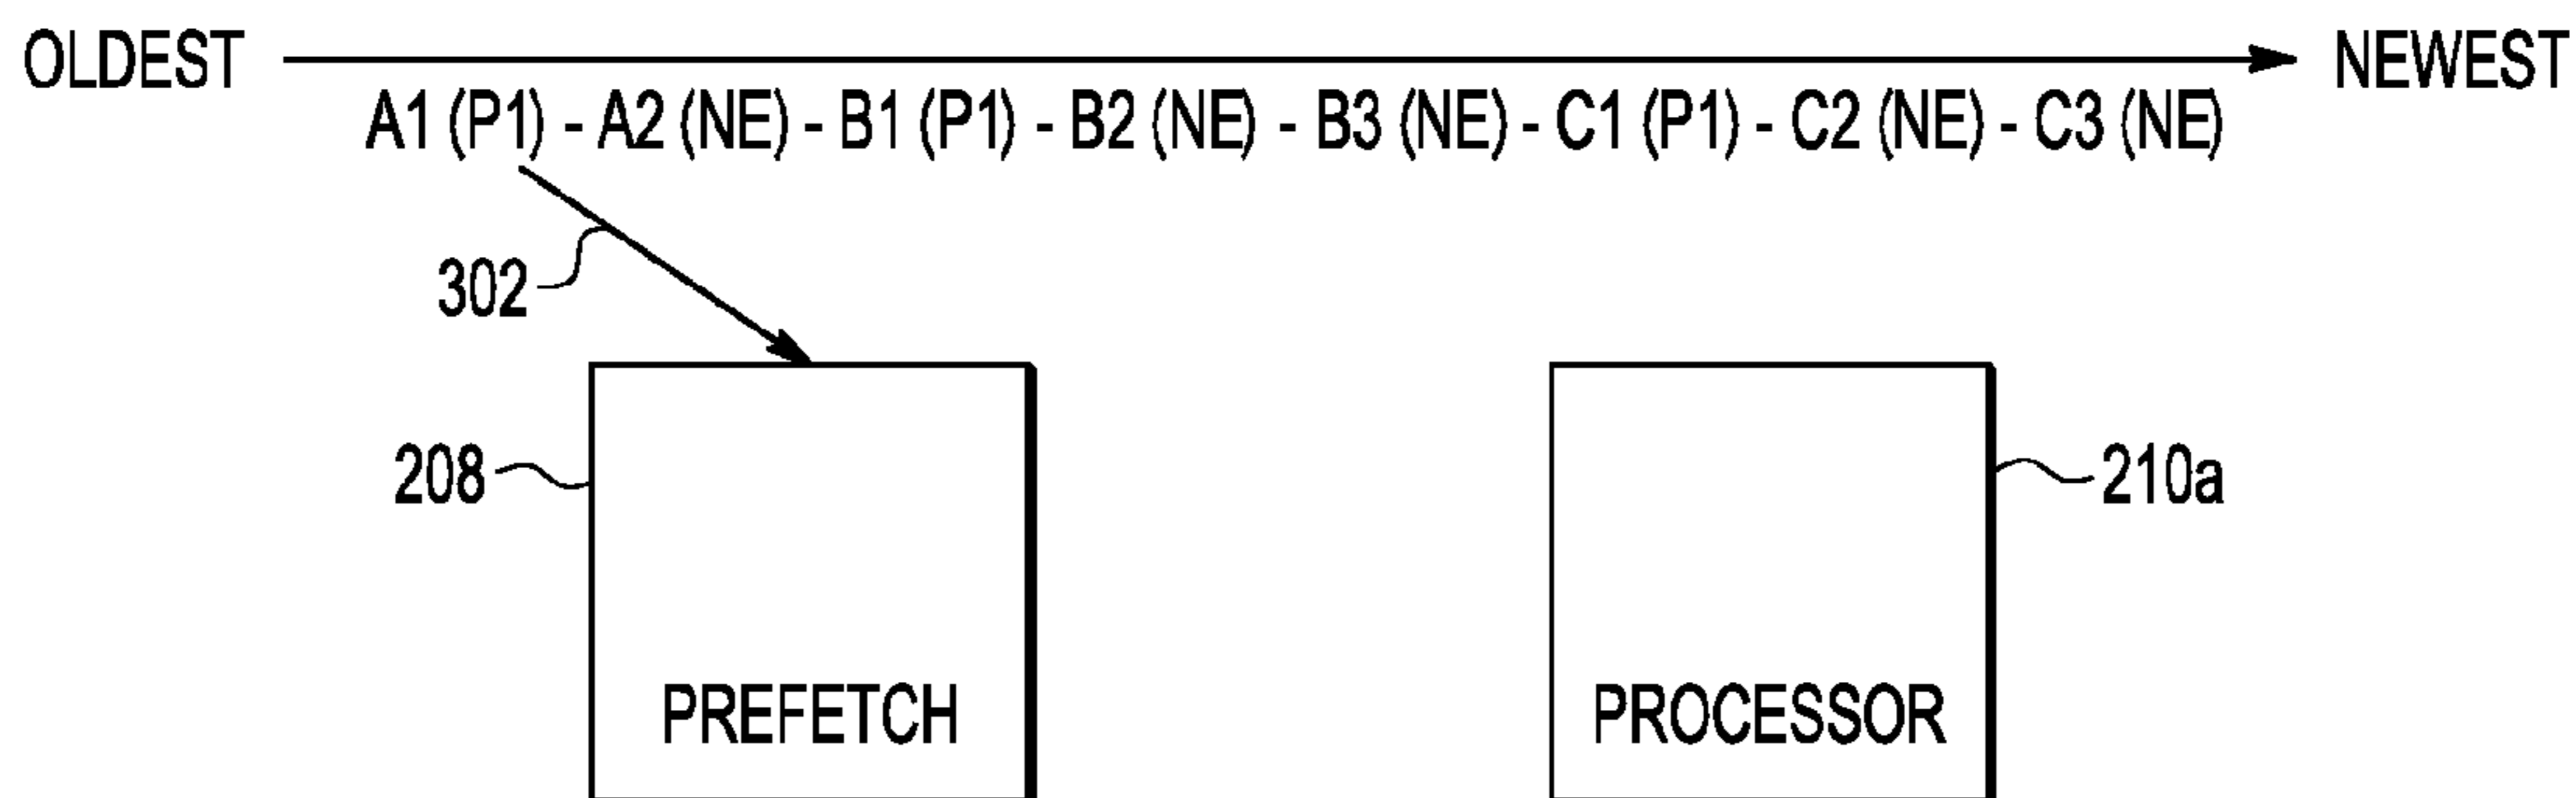 OLDEST NEWEST
A1 (P1) - A2 (NE) - B1 (P1) - B2 (NE) - B3 (NE) - C1 (P1) - C2 (NE) - C3 (NE)
302
208 210a
PREFETCH PROCESSOR